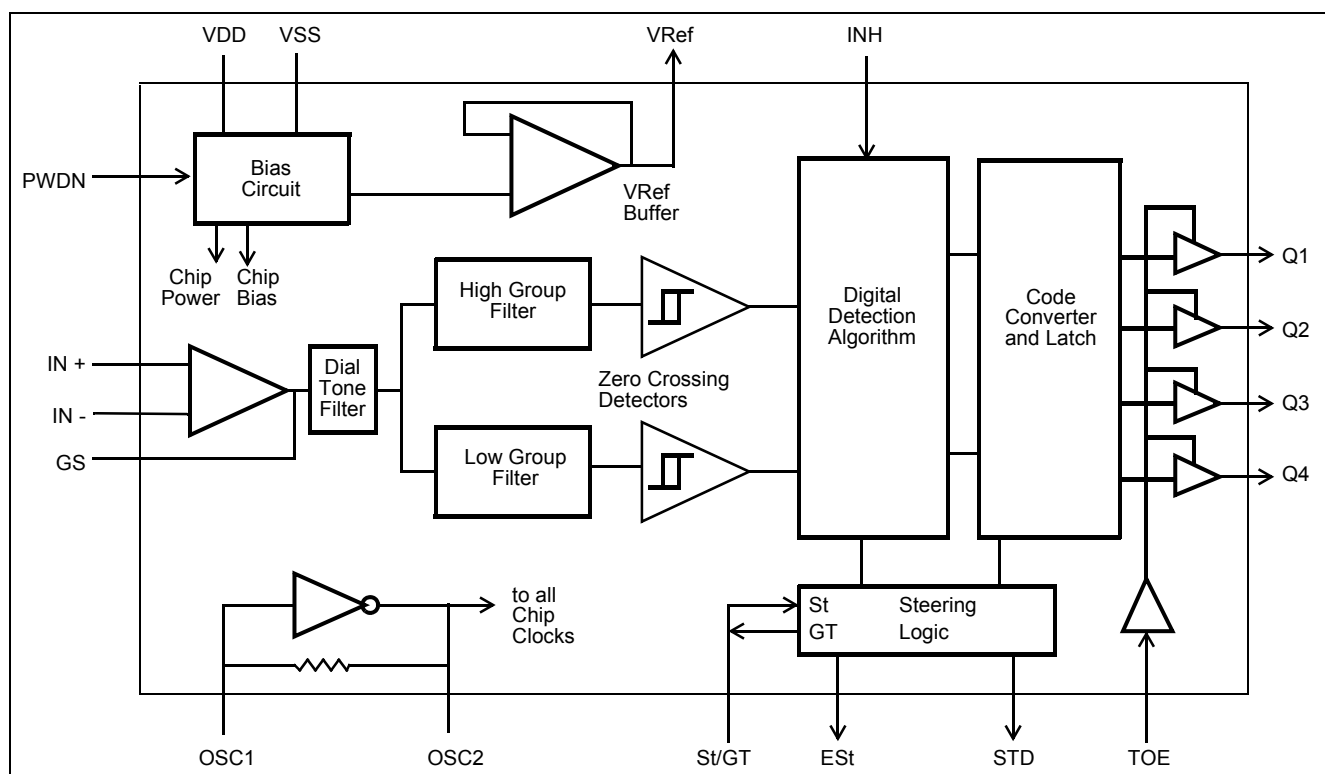 VDD
VSS
VRef
INH
PWDN
Bias
Circuit
VRef
Buffer
Chip
Power
Chip
Bias
High Group
Filter
Digital
Detection
Algorithm
Code
Converter
and Latch
Q1
Q2
Q3
Q4
IN +
IN -
GS
Dial
Tone
Filter
Zero Crossing
Detectors
Low Group
Filter
to all
Chip
Clocks
St
Steering
GT
Logic
OSC1
OSC2
St/GT
ESt
STD
TOE